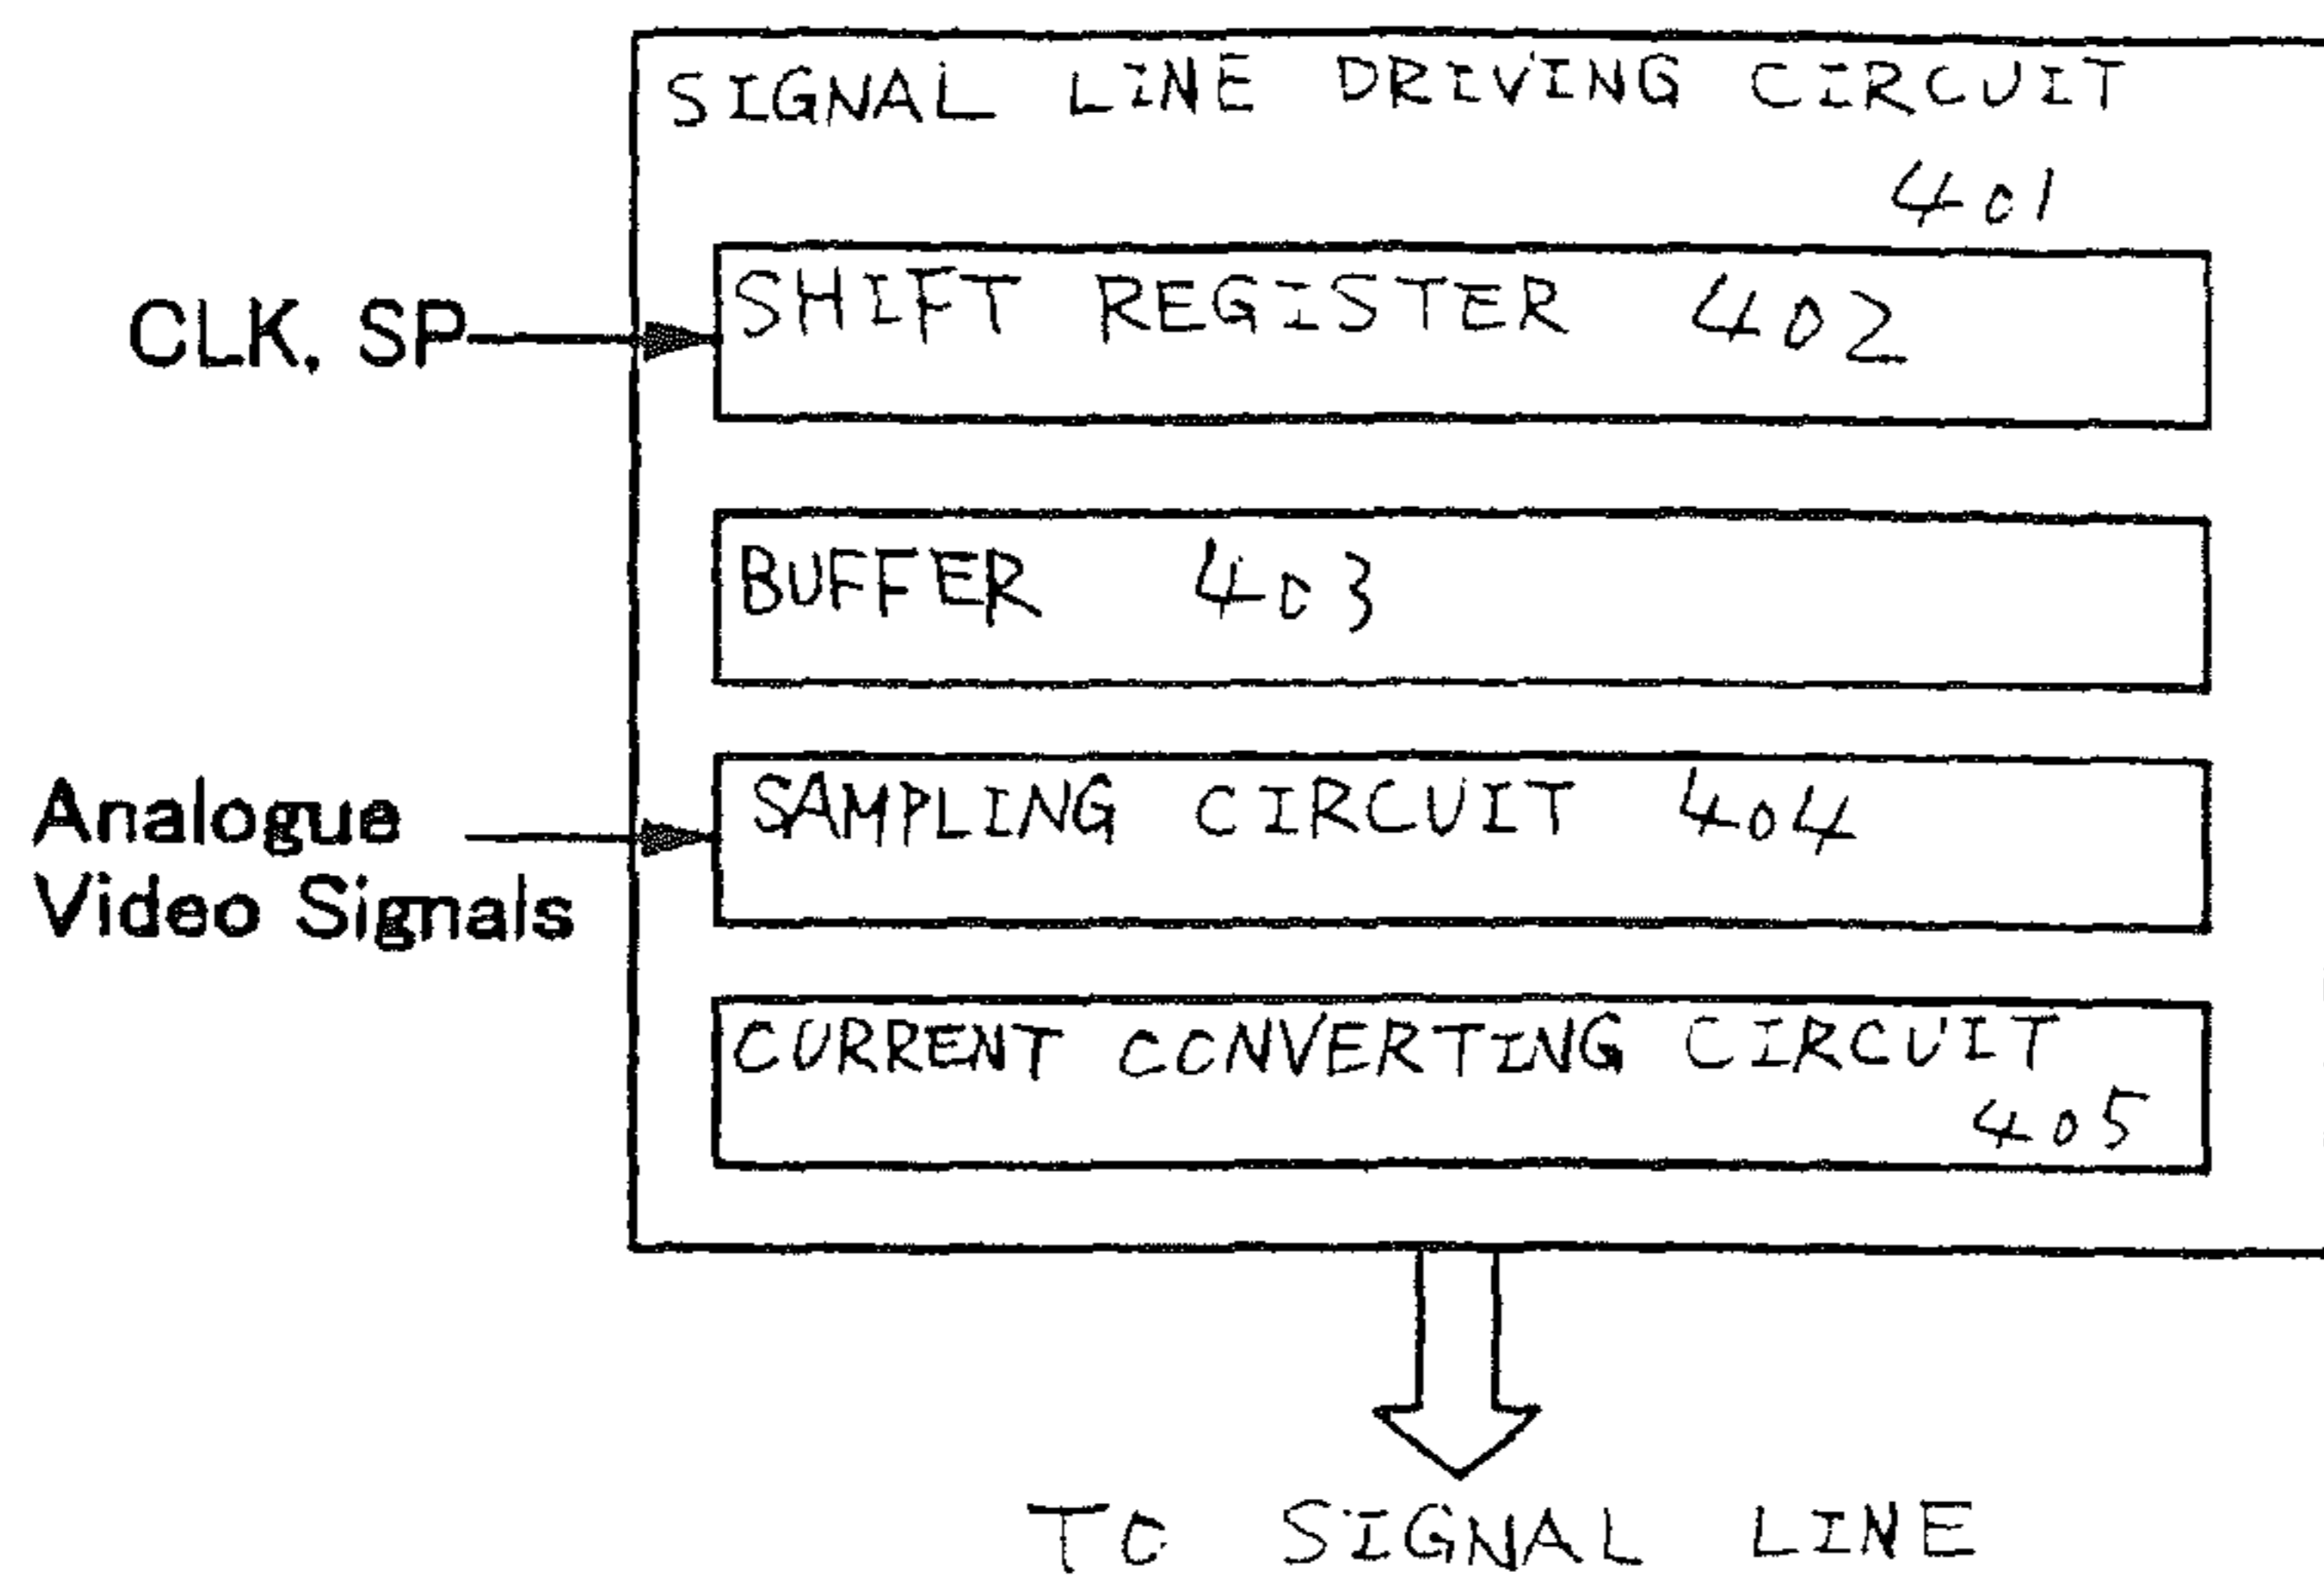 SIGNAL LINE DRIVING CIRCUIT
401
CLK, SP
SHIFT REGISTER 402
BUFFER 403
Analogue
Video Signals
SAMPLING CIRCUIT 404
CURRENT CONVERTING CIRCUIT
405
TO SIGNAL LINE